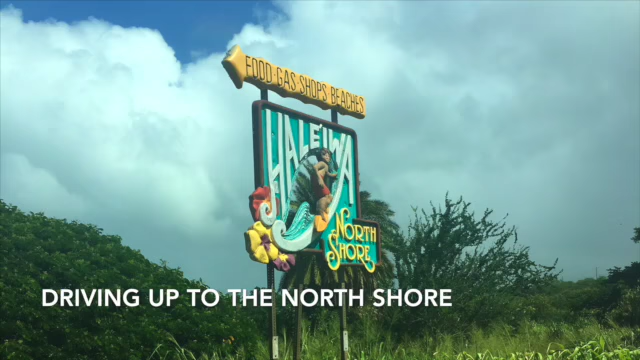 FOOD GAS SHOPS BEACHES
HALEIWA
NORTH
SHORE
DRIVING UP TO THE NORTH SHORE